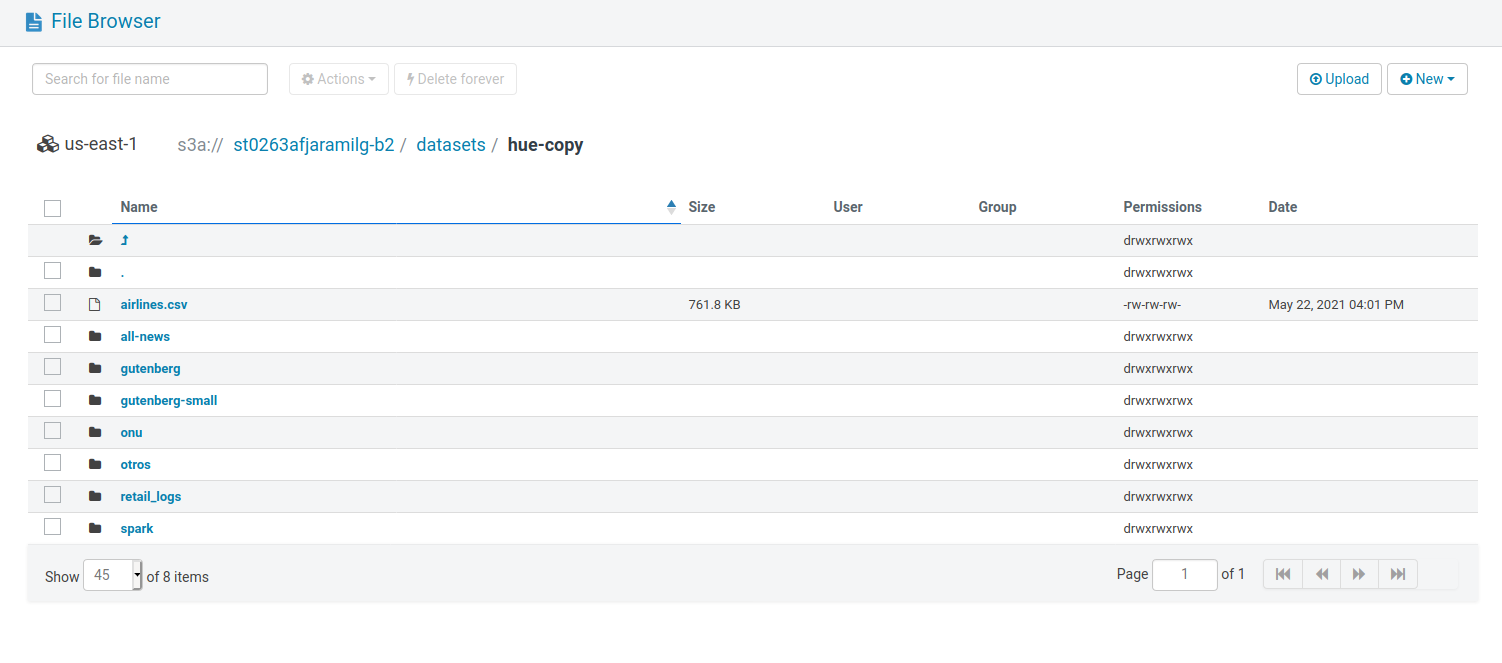 File Browser
Search for file name Actions Delete forever Upload New
us-east-1 s3a:// st0263afjaramilg-b2 / datasets / hue-copy
Name Size User Group Permissions Date
drwxrwxrwx
. drwxrwxrwx
airlines.csv 761.8 KB -rw-rw-rw- May 22, 2021 04:01 PM
all-news drwxrwxrwx
gutenberg drwxrwxrwx
gutenberg-small drwxrwxrwx
onu drwxrwxrwx
otros drwxrwxrwx
retail_logs drwxrwxrwx
spark drwxrwxrwx
Show 45 of 8 items Page 1 of 1